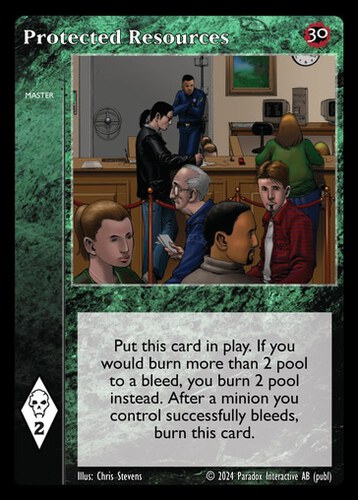 Protected Resources
30
MASTER
Put this card in play. If you
would burn more than 2 pool
to a bleed, you burn 2 pool
instead. After a minion you
control successfully bleeds,
burn this card.
2
Illus: Chris Stevens
© 2024 Paradox Interactive AB (publ)